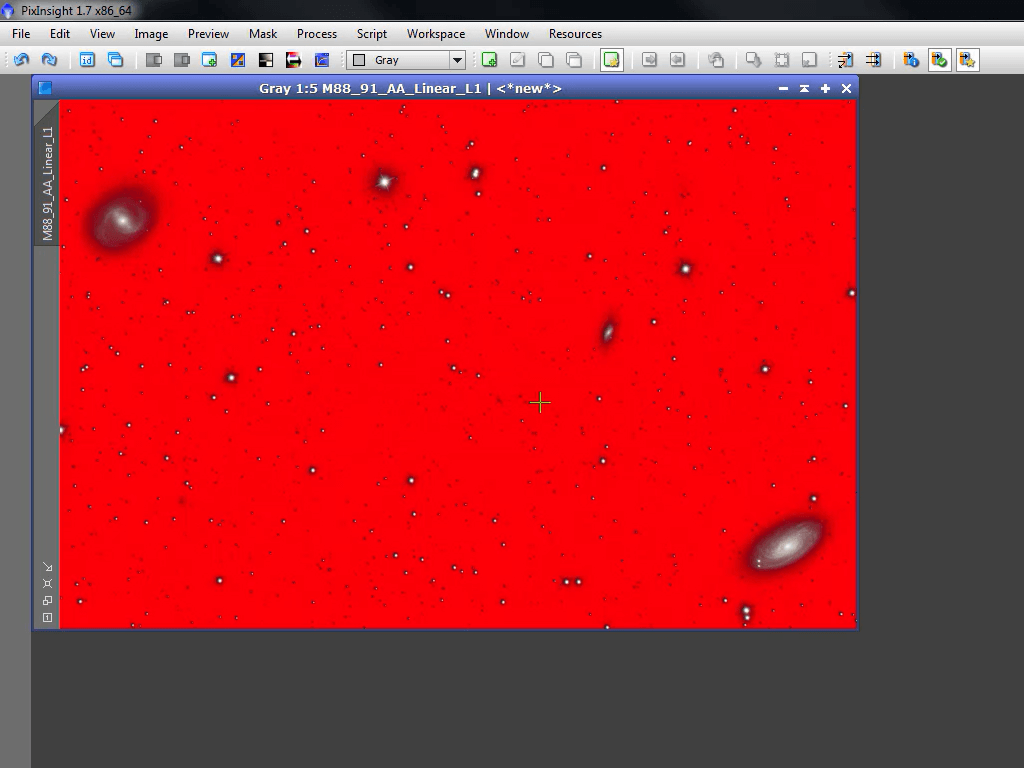 PixInsight 1.7 x86_64
File Edit View Image Preview Mask Process Script Workspace Window Resources
id Gray
Gray 1:5 M88_91_AA_Linear_L1 | <*new*>
M88_91_AA_Linear_L1